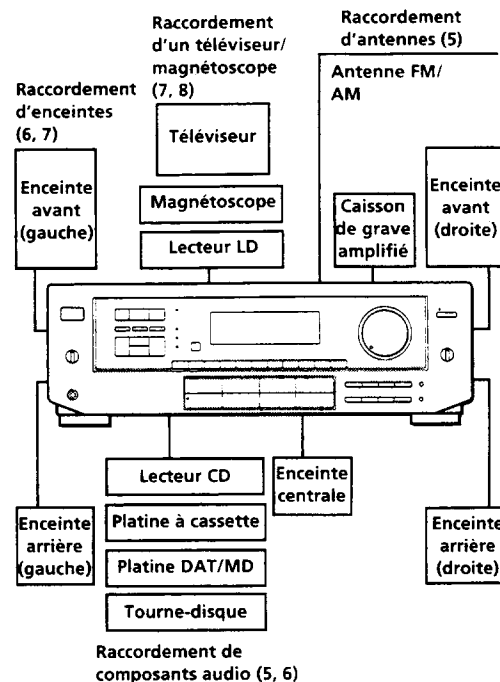 Raccordement
d'un téléviseur/
magnétoscope
(7, 8)
Raccordement
d'antennes (5)
Antenne FM/
AM
Raccordement
d'enceintes
(6, 7)
Téléviseur
Enceinte
avant
(gauche)
Magnétoscope
Lecteur LD
Caisson
de grave
amplifié
Enceinte
avant
(droite)
Lecteur CD
Platine à cassette
Platine DAT/MD
Tourne-disque
Enceinte
centrale
Enceinte
arrière
(gauche)
Enceinte
arrière
(droite)
Raccordement de
composants audio (5, 6)